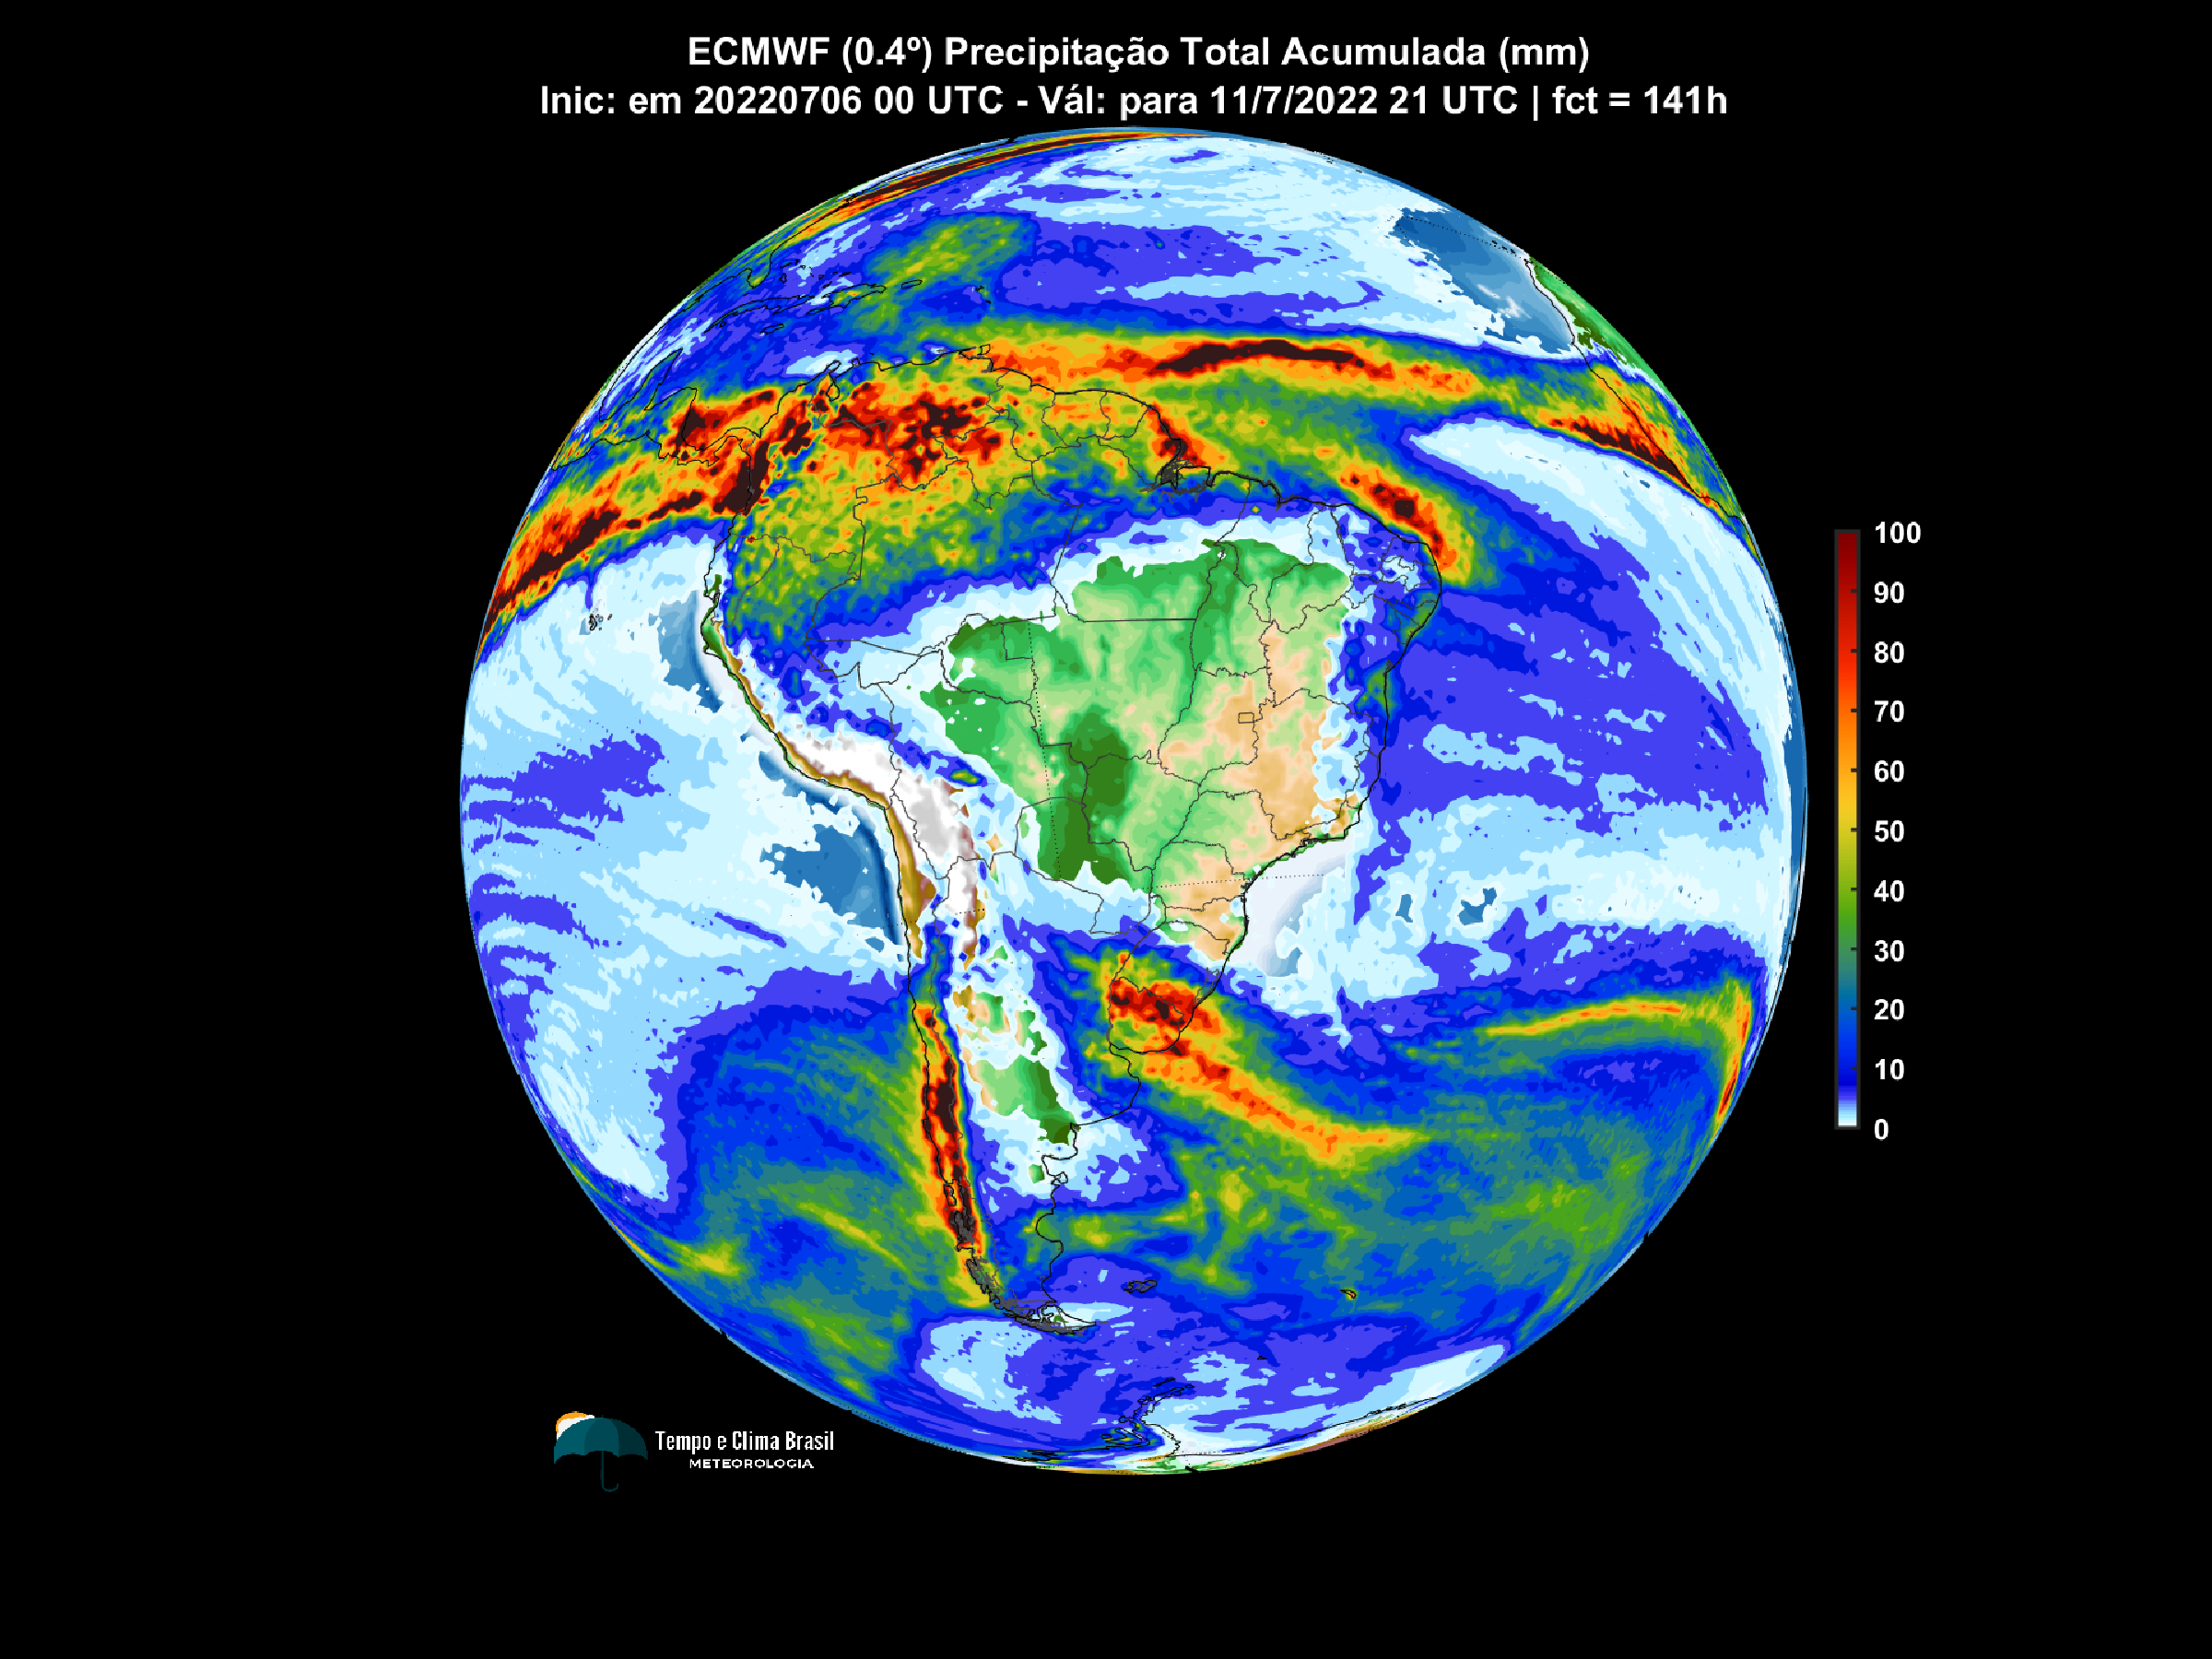 ECMWF (0.4º) Precipitação Total Acumulada (mm)
Inic: em 20220706 00 UTC - Vál: para 11/7/2022 21 UTC | fct = 141h
100
90
80
70
60
50
40
30
20
10
0
Tempo e Clima Brasil
METEOROLOGIA